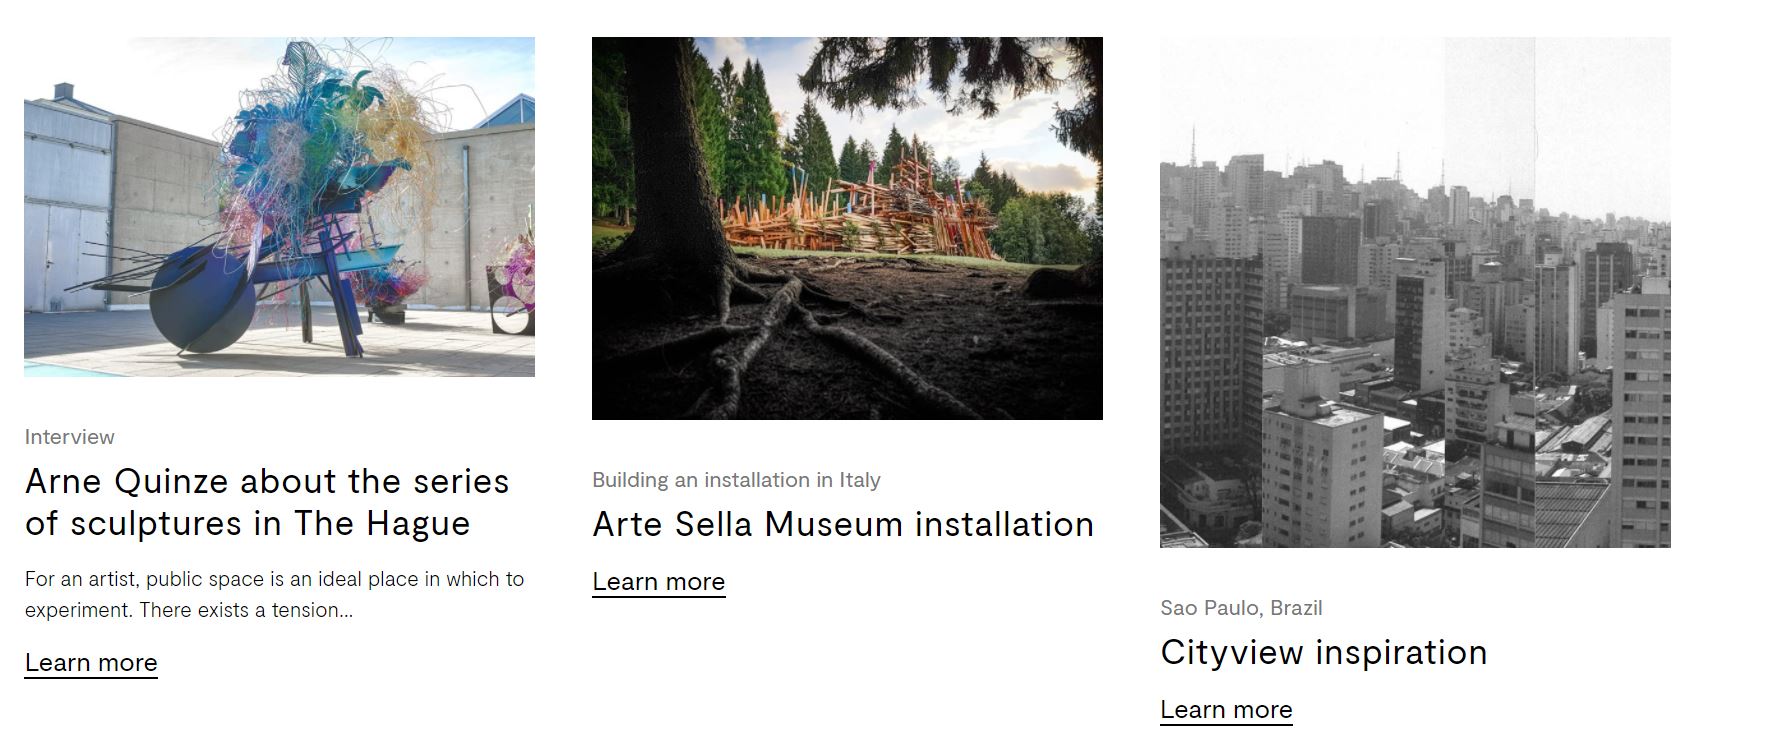 Interview
Arne Quinze about the series
of sculptures in The Hague
For an artist, public space is an ideal place in which to
experiment. There exists a tension...
Learn more
Building an installation in Italy
Arte Sella Museum installation
Learn more
Sao Paulo, Brazil
Cityview inspiration
Learn more